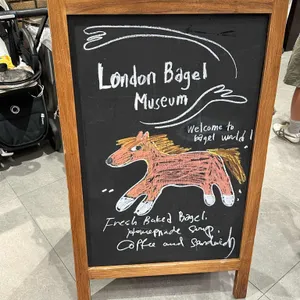 London Bagel
Museum
Welcome to
bagel world!
Fresh Baked Bagel.
Homemade Soup.
Coffee and Sandwich